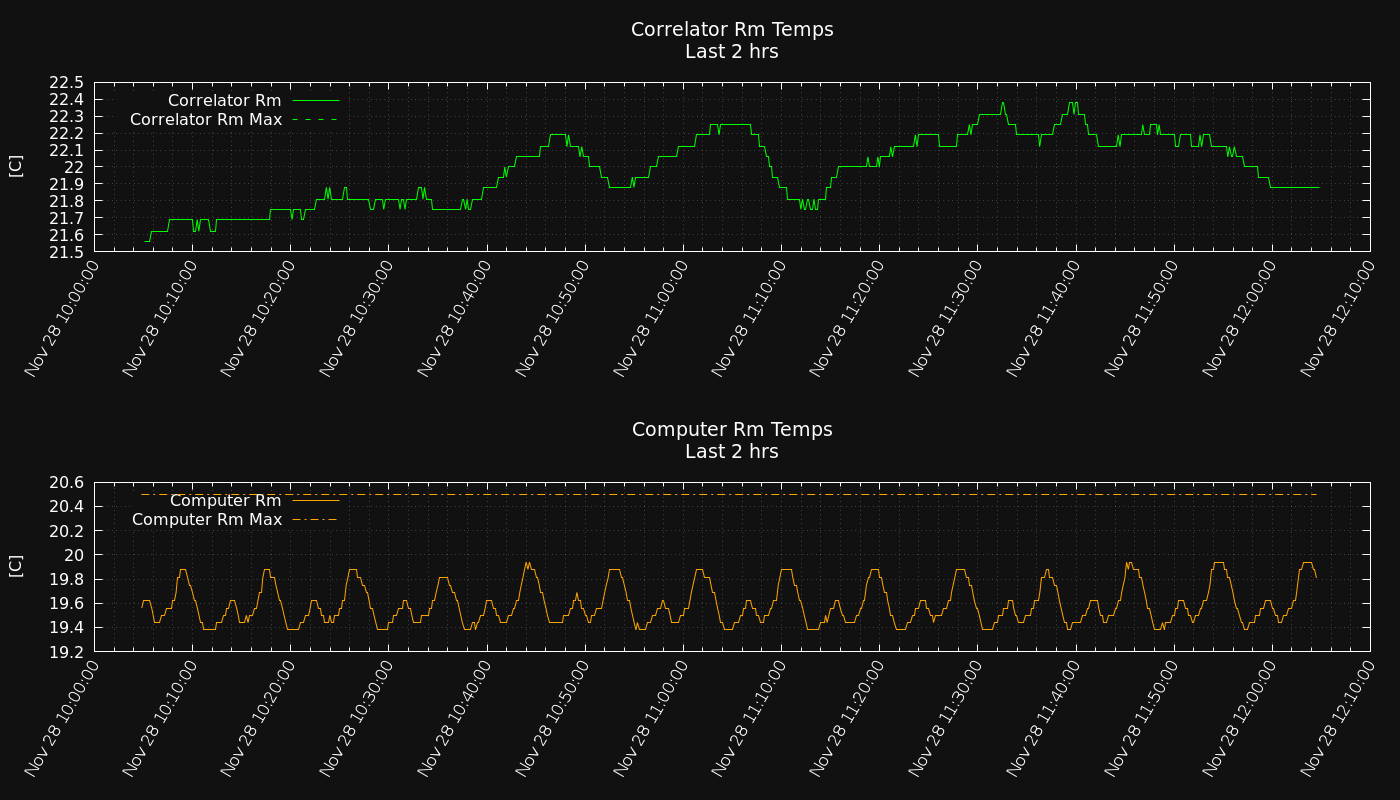 Correlator Rm Temps
Last 2 hrs
22.5
22.4
22.3
22.2
22.1
22
21.9
21.8
21.7
21.6
21.5
[C]
Correlator Rm
Correlator Rm Max
Nov 28 10:00:00
Nov 28 10:10:00
Nov 28 10:20:00
Nov 28 10:30:00
Nov 28 10:40:00
Nov 28 10:50:00
Nov 28 11:00:00
Nov 28 11:10:00
Nov 28 11:20:00
Nov 28 11:30:00
Nov 28 11:40:00
Nov 28 11:50:00
Nov 28 12:00:00
Nov 28 12:10:00
Computer Rm Temps
Last 2 hrs
20.6
20.4
20.2
20
19.8
19.6
19.4
19.2
[C]
Computer Rm
Computer Rm Max
Nov 28 10:00:00
Nov 28 10:10:00
Nov 28 10:20:00
Nov 28 10:30:00
Nov 28 10:40:00
Nov 28 10:50:00
Nov 28 11:00:00
Nov 28 11:10:00
Nov 28 11:20:00
Nov 28 11:30:00
Nov 28 11:40:00
Nov 28 11:50:00
Nov 28 12:00:00
Nov 28 12:10:00